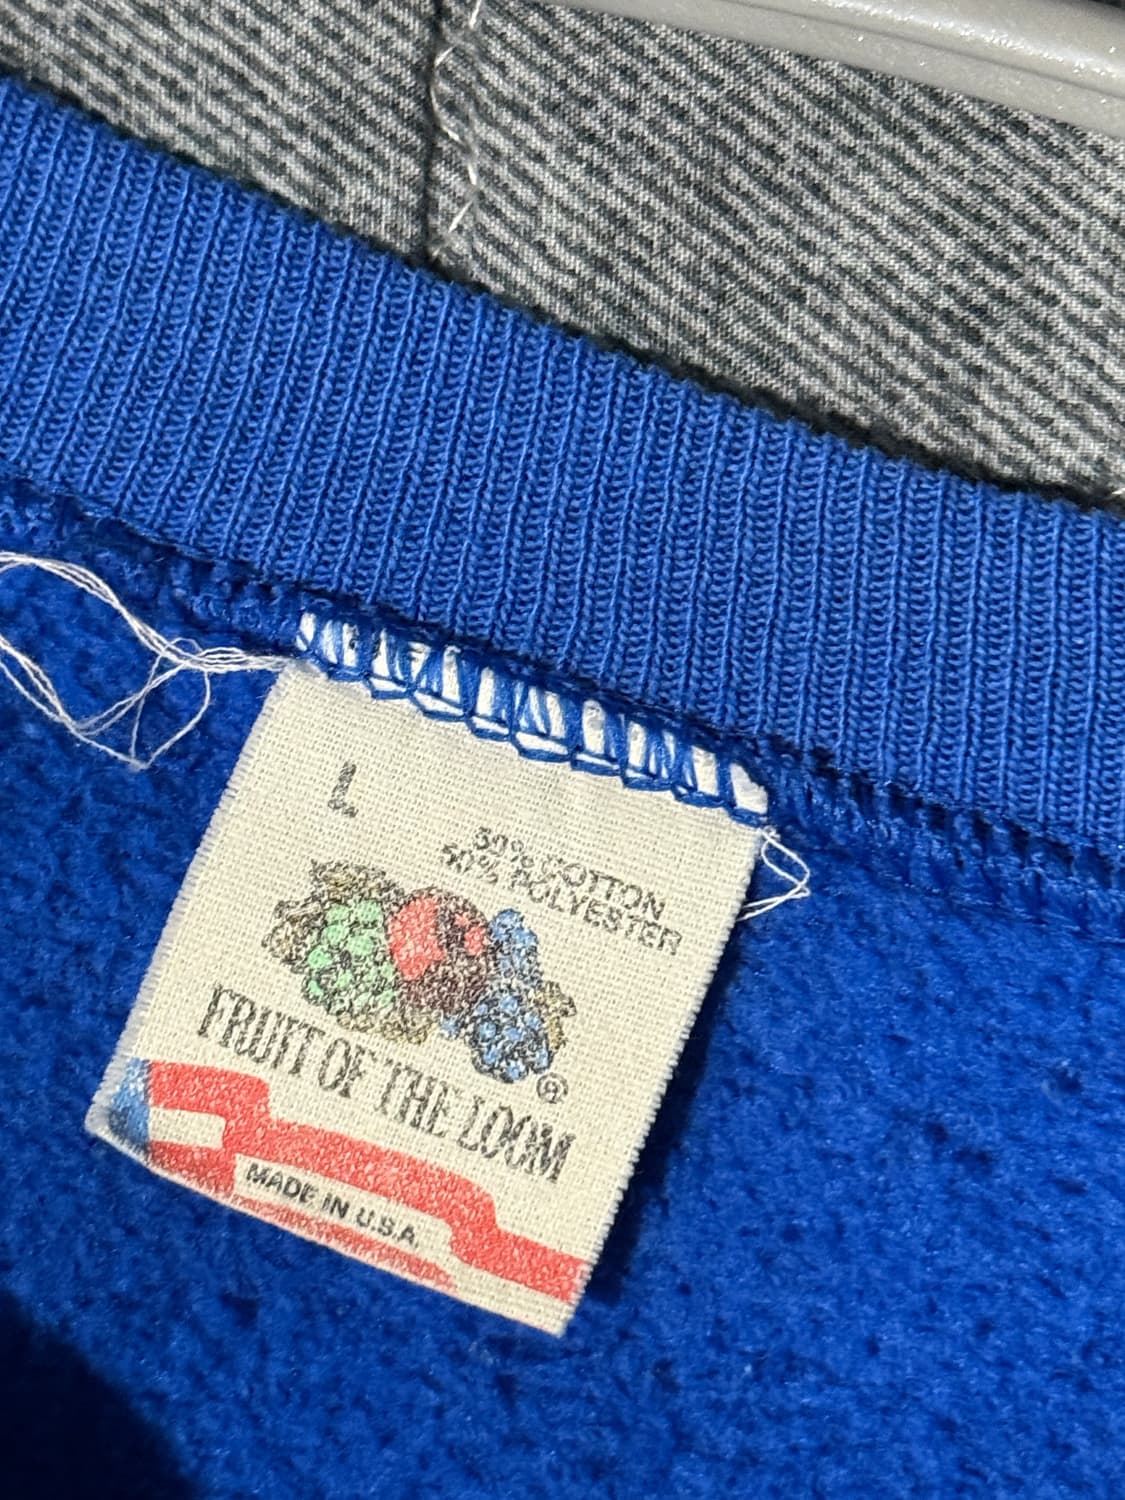 L
50% COTTON
50% POLYESTER
FRUIT OF THE LOOM
®
MADE IN U.S.A.